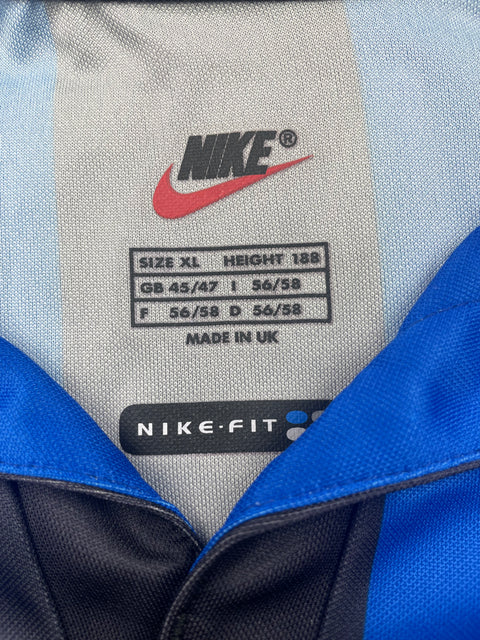 NIKE®
SIZE XL HEIGHT 188
GB 45/47 I 56/58
F 56/58 D 56/58
MADE IN UK
NIKE·FIT